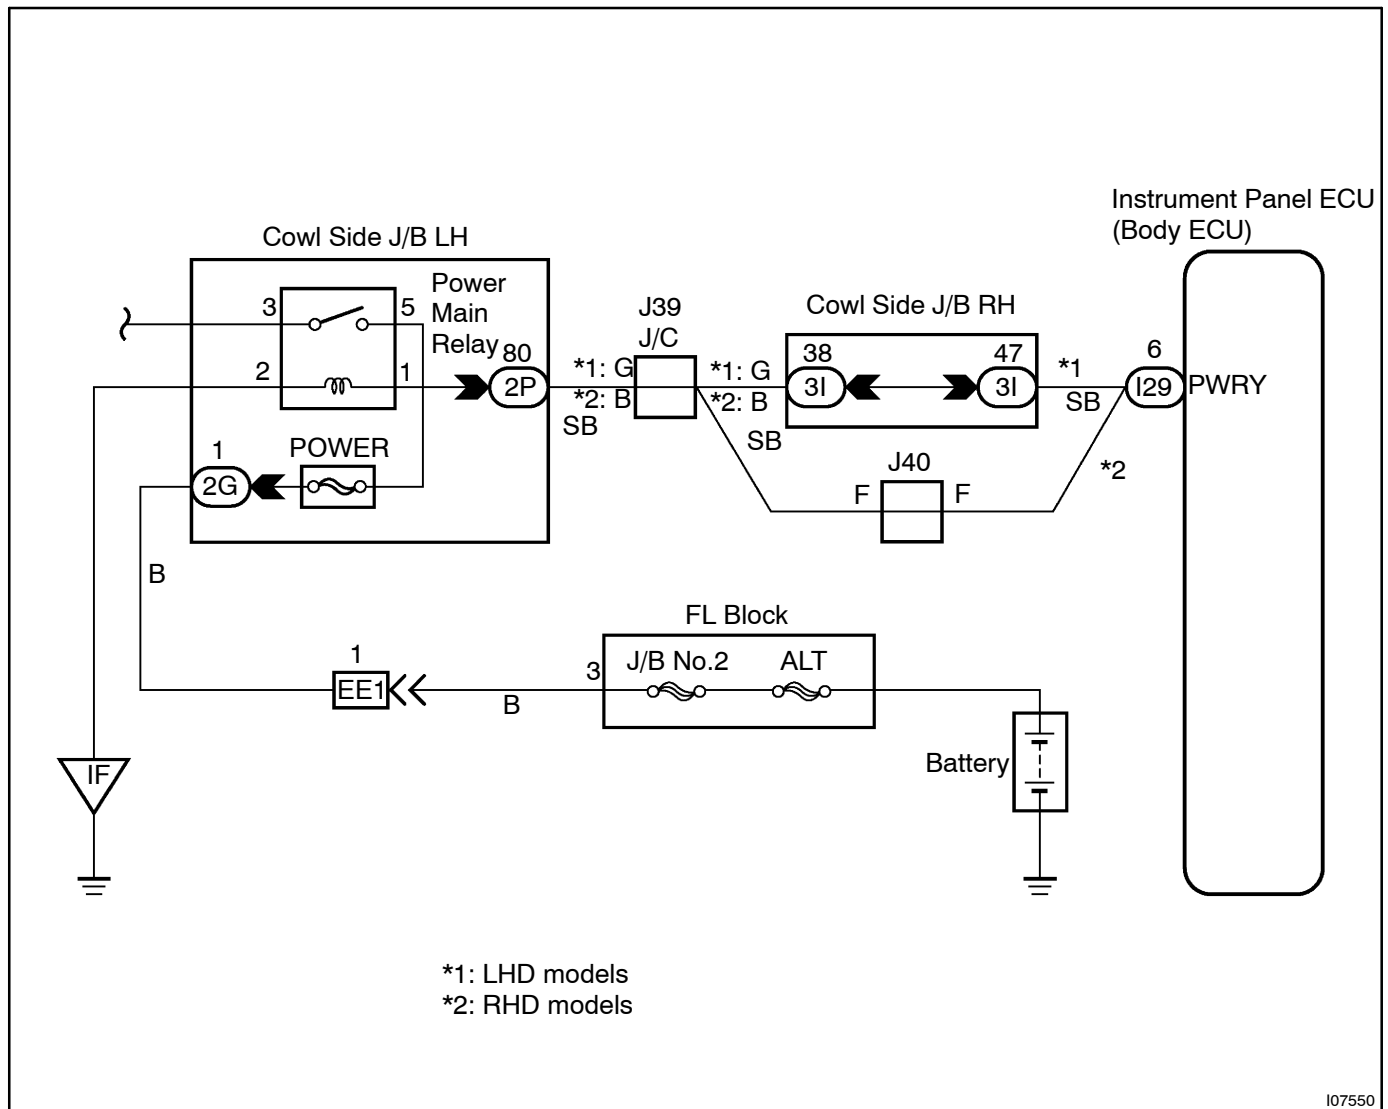 Instrument Panel ECU
(Body ECU)
Cowl Side J/B LH
Power
Main
Relay
3
5
2
1
80
2P
*1: G
*2: B
SB
J39
J/C
*1: G
*2: B
SB
Cowl Side J/B RH
38
3I
47
3I
*1
SB
6
I29
PWRY
1
2G
POWER
J40
F
F
*2
B
FL Block
1
EE1
B
3
J/B No.2
ALT
Battery
IF
*1: LHD models
*2: RHD models
I07550